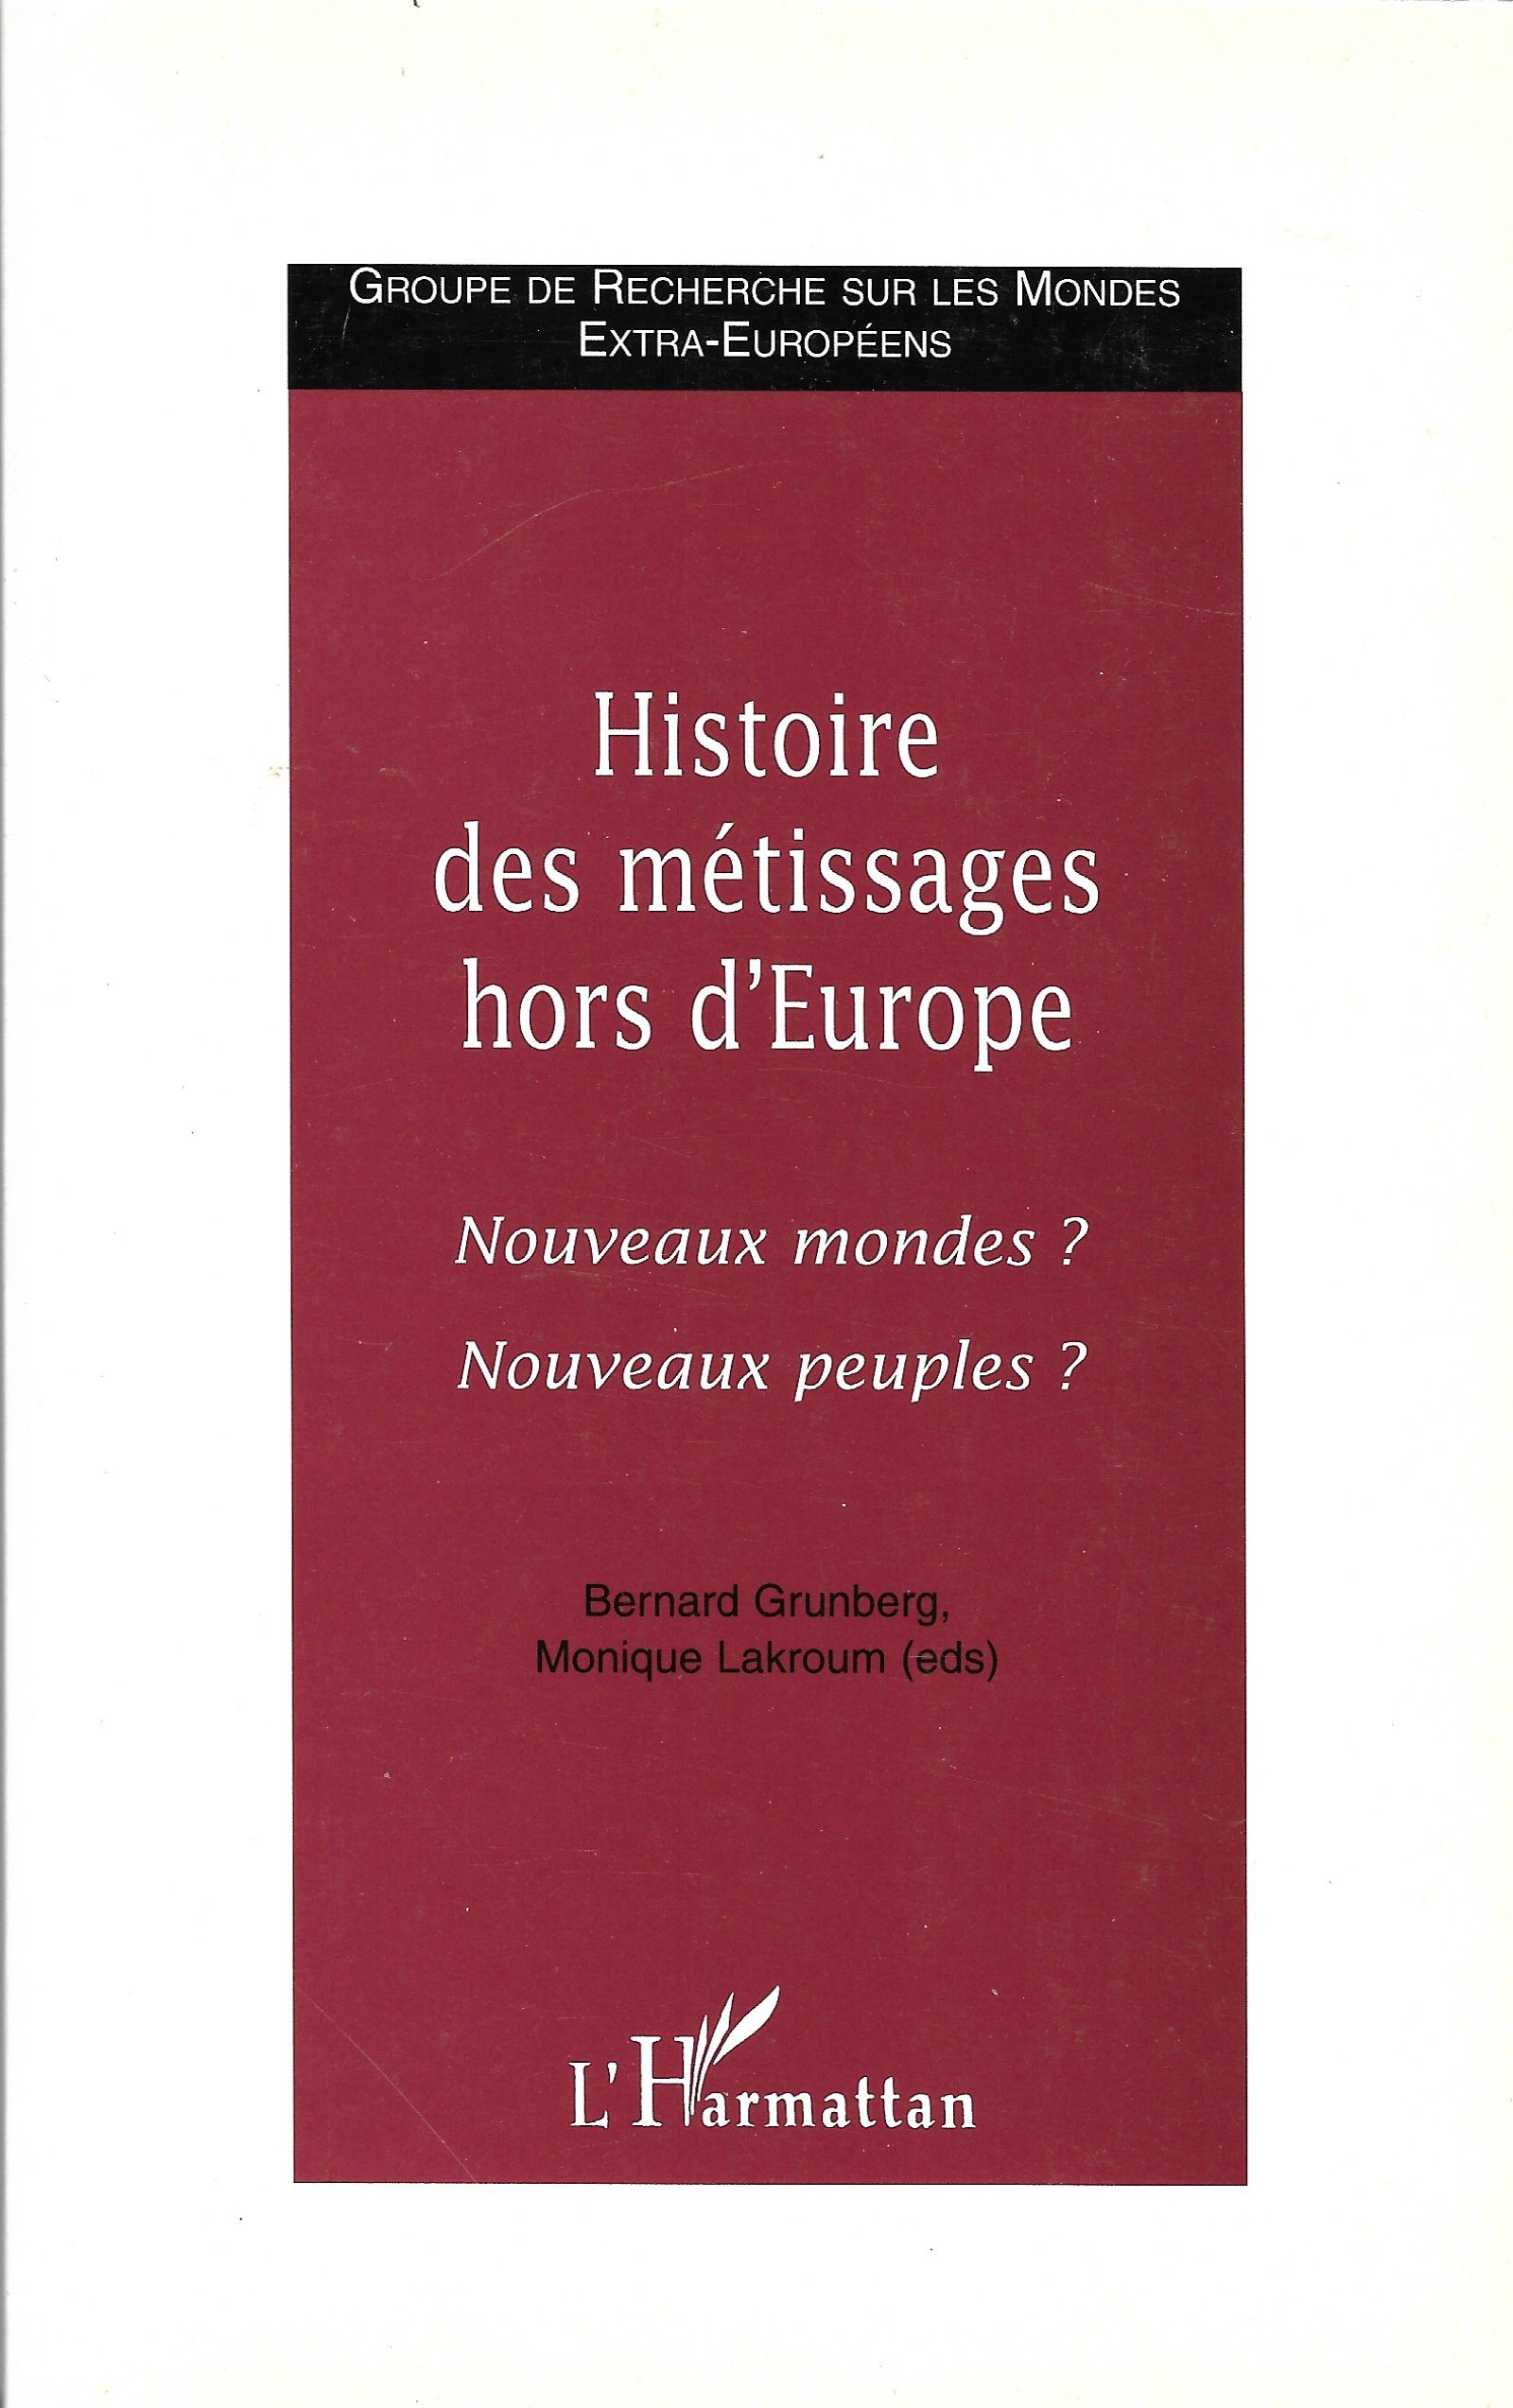 GROUPE DE RECHERCHE SUR LES MONDES
EXTRA-EUROPÉENS
Histoire
des métissages
hors d'Europe
Nouveaux mondes ?
Nouveaux peuples ?
Bernard Grunberg,
Monique Lakroum (eds)
L'Harmattan